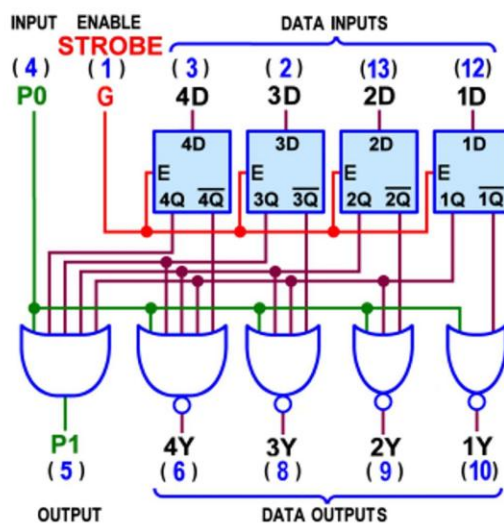 INPUT ENABLE DATA INPUTS
STROBE
(4) (1) (3) (2) (13) (12)
P0 G 4D 3D 2D 1D
4D 3D 2D 1D
E E E E
4Q 4Q 3Q 3Q 2Q 2Q 1Q 1Q
P1 4Y 3Y 2Y 1Y
(5) (6) (8) (9) (10)
OUTPUT DATA OUTPUTS